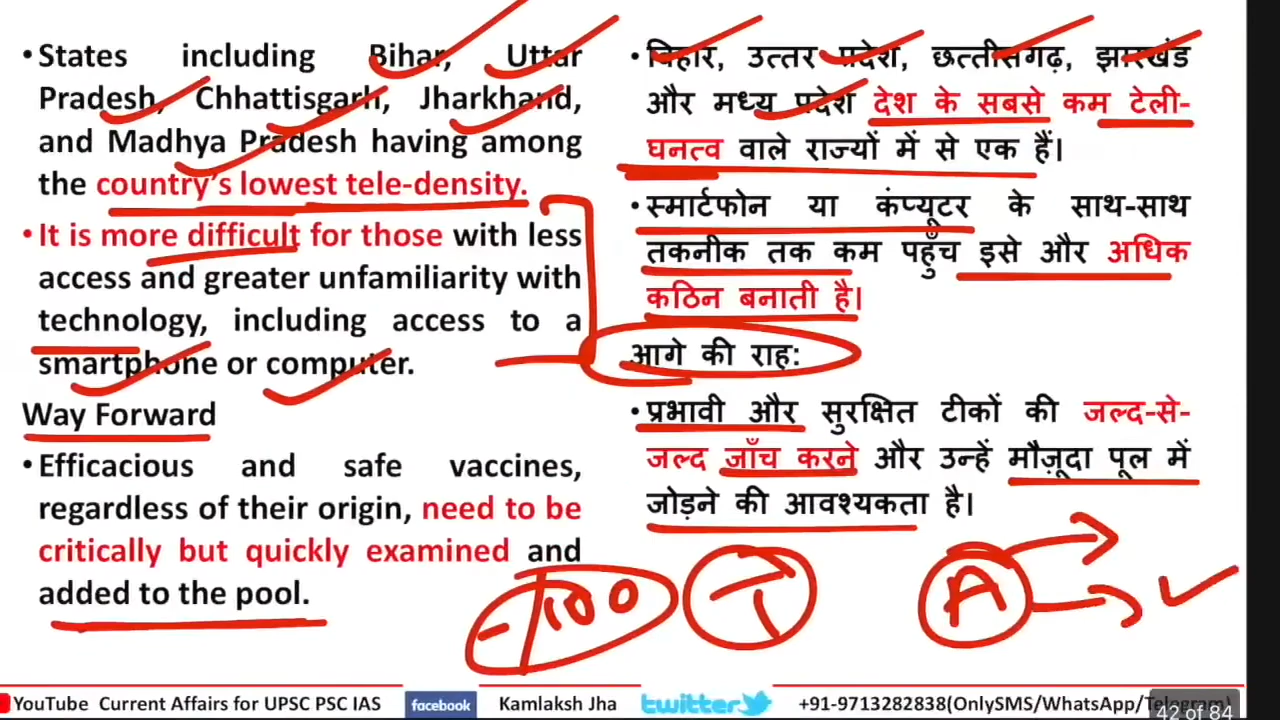 •States including Bihar, Uttar
Pradesh, Chhattisgarh, Jharkhand,
and Madhya Pradesh having among
the country's lowest tele-density.
•It is more difficult for those with less
access and greater unfamiliarity with
technology, including access to a
smartphone or computer.
Way Forward
•Efficacious and safe vaccines,
regardless of their origin, need to be
critically but quickly examined and
added to the pool.
•बिहार, उत्तर प्रदेश, छत्तीसगढ़, झारखंड
और मध्य प्रदेश देश के सबसे कम टेली-
घनत्व वाले राज्यों में से एक हैं।
•स्मार्टफोन या कंप्यूटर के साथ-साथ
तकनीक तक कम पहुँच इसे और अधिक
कठिन बनाती है।
आगे की राह:
•प्रभावी और सुरक्षित टीकों की जल्द-से-
जल्द जाँच करने और उन्हें मौज़ूदा पूल में
जोड़ने की आवश्यकता है।
100 I A
YouTube Current Affairs for UPSC PSC IAS facebook Kamlaksh Jha twitter +91-9713282838(OnlySMS/WhatsApp/Telegram)
42 of 84